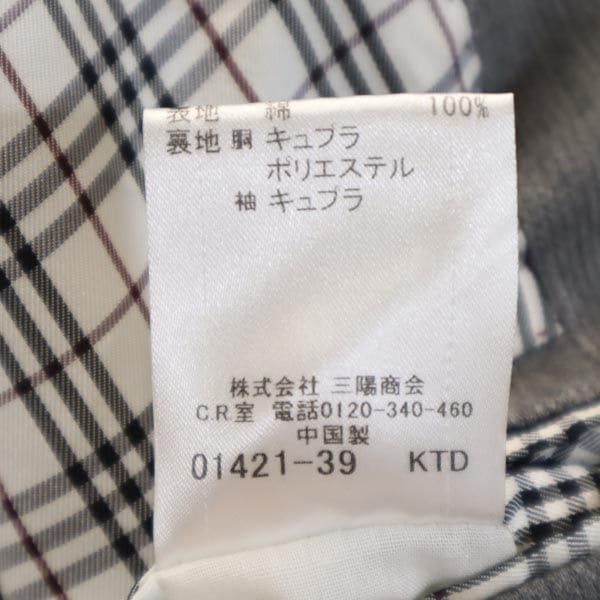 表地 綿 100%
裏地 胴 キュプラ
ポリエステル
袖 キュプラ
株式会社 三陽商会
C.R室 電話0120-340-460
中国製
01421-39 KTD